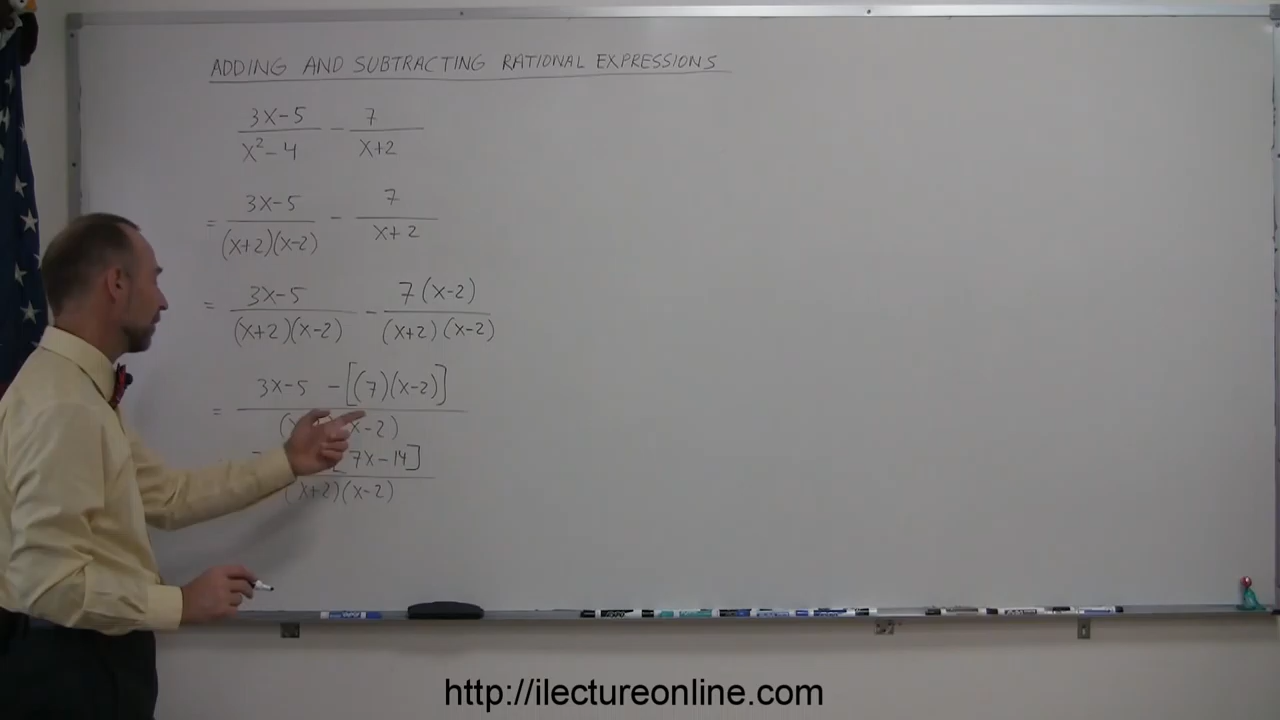 ADDING AND SUBTRACTING RATIONAL EXPRESSIONS
3X-5 7
— - —
X²-4 X+2
3X-5 7
= — - —
(X+2)(X-2) X+2
3X-5 7(X-2)
= — - —
(X+2)(X-2) (X+2)(X-2)
3X-5 -[(7)(X-2)]
= —
X-2)
[7X-14]
—
(X+2)(X-2)
http://ilectureonline.com